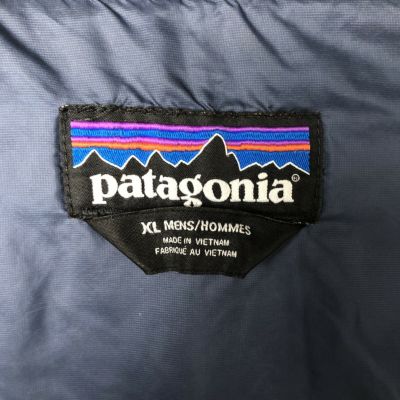 patagonia®
XL MENS/HOMMES
MADE IN VIETNAM
FABRIQUÉ AU VIETNAM